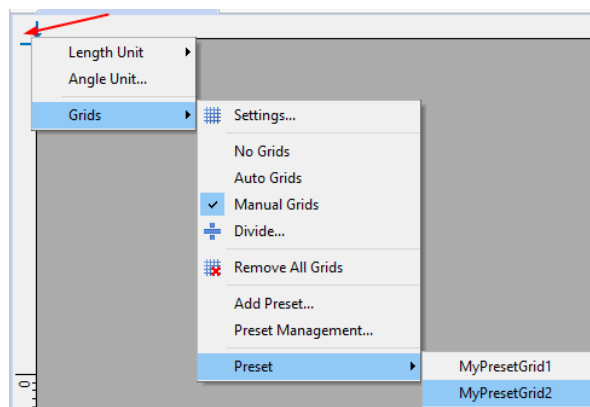 Length Unit
Angle Unit...
Grids
Settings...
No Grids
Auto Grids
Manual Grids
Divide...
Remove All Grids
Add Preset...
Preset Management...
Preset
MyPresetGrid1
MyPresetGrid2
0